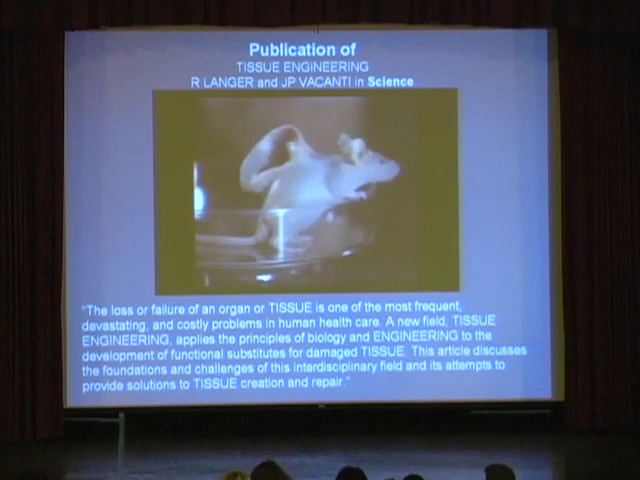 Publication of
TISSUE ENGINEERING
R LANGER and JP VACANTI in Science
"The loss or failure of an organ or TISSUE is one of the most frequent,
devastating, and costly problems in human health care. A new field, TISSUE
ENGINEERING, applies the principles of biology and ENGINEERING to the
development of functional substitutes for damaged TISSUE. This article discusses
the foundations and challenges of this interdisciplinary field and its attempts to
provide solutions to TISSUE creation and repair."